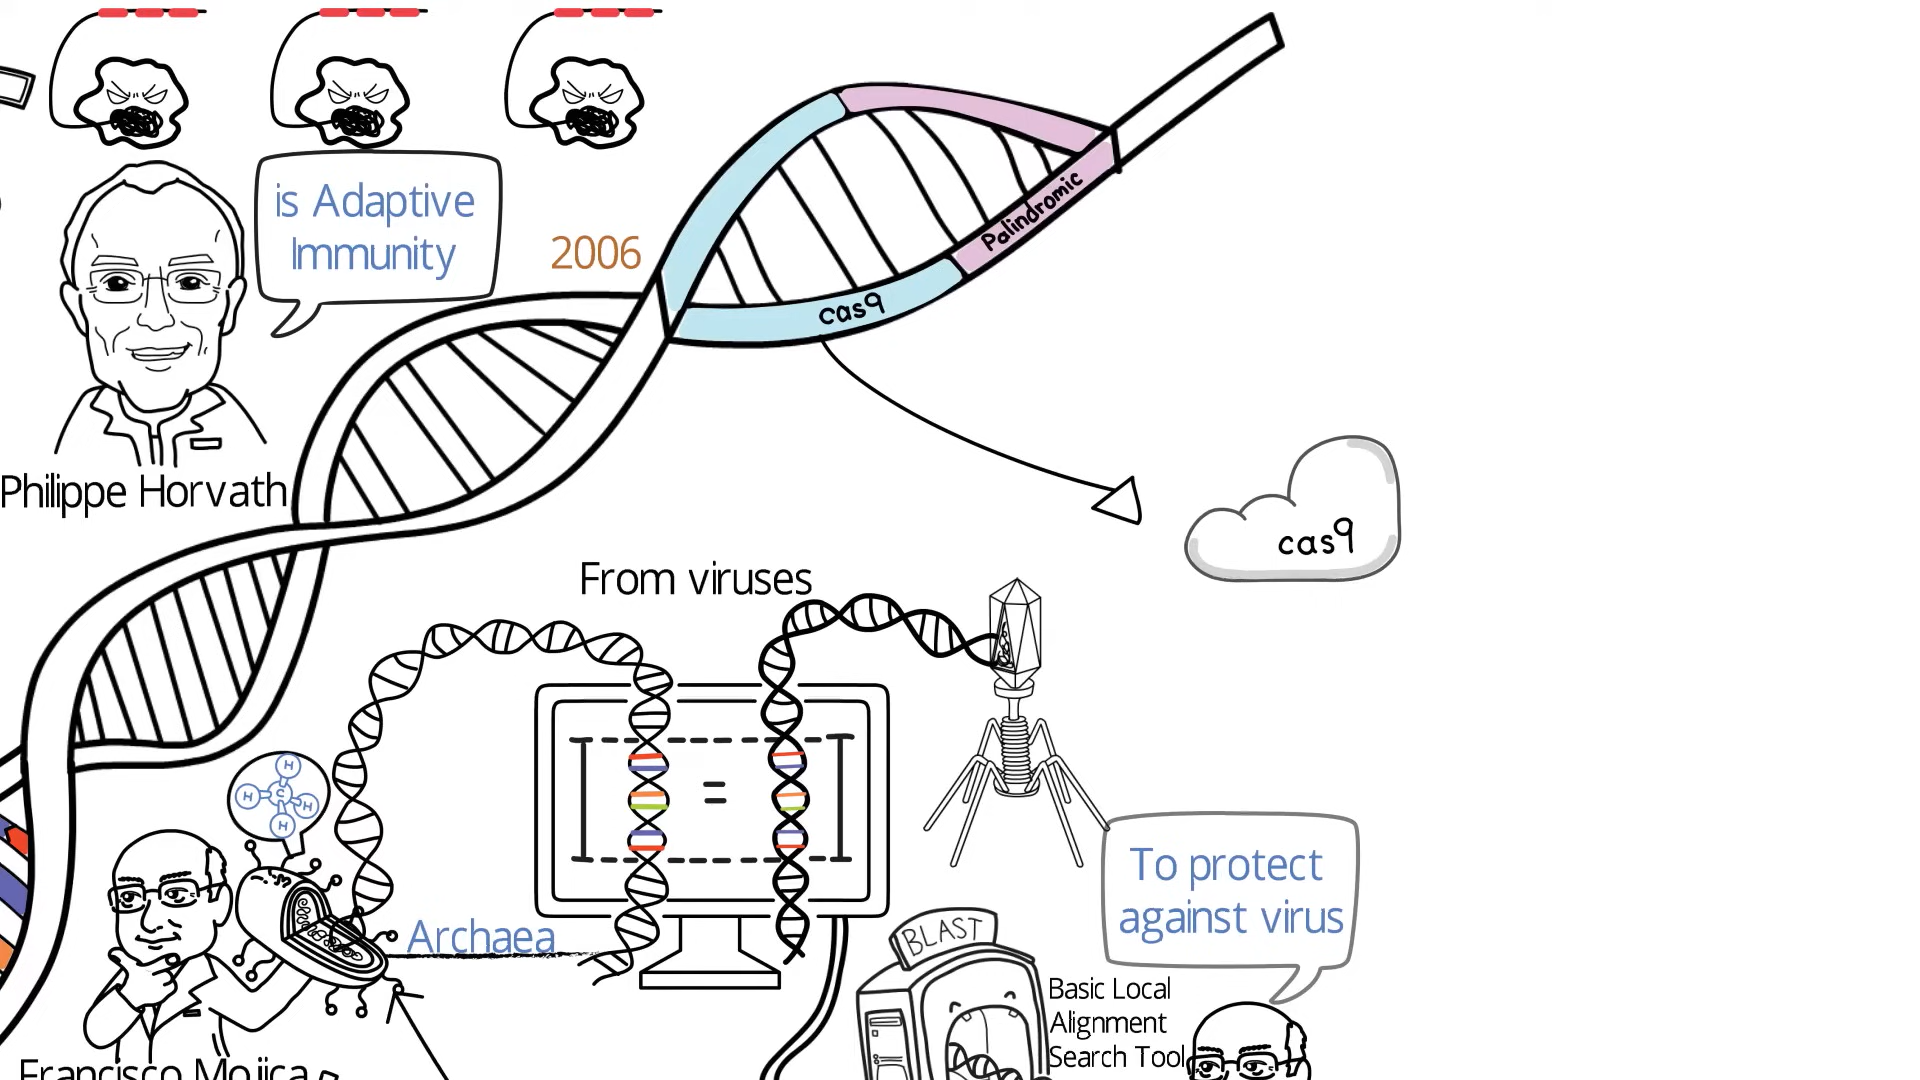 is Adaptive
Immunity
2006
Palindromic
cas9
Philippe Horvath
cas9
From viruses
H
H
C
H
H
=
Archaea
To protect
against virus
BLAST
Basic Local
Alignment
Search Tool
Francisco Mojica